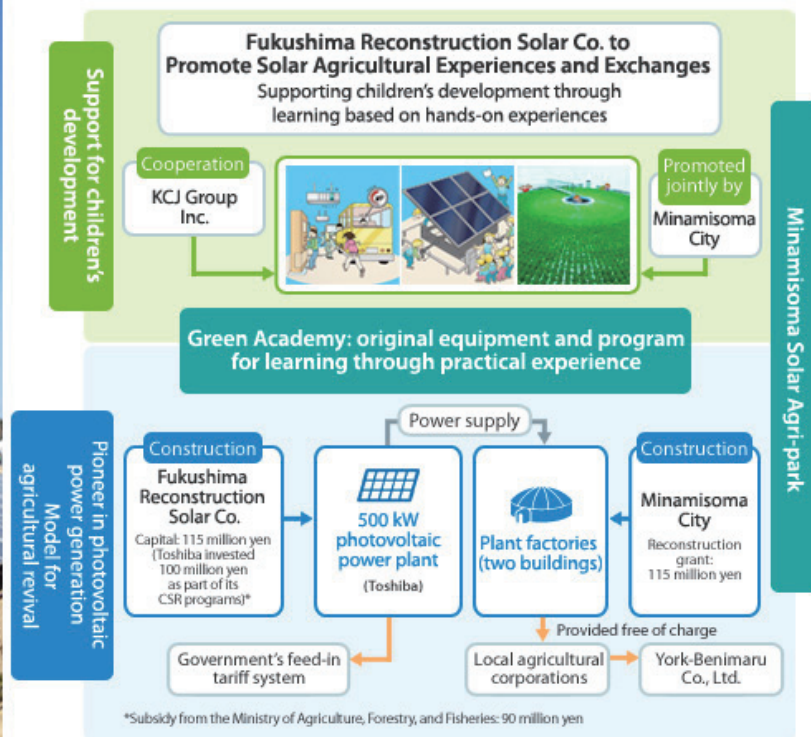 Fukushima Reconstruction Solar Co. to
Promote Solar Agricultural Experiences and Exchanges
Supporting children's development through
learning based on hands-on experiences
Support for children's
development
Cooperation
KCJ Group
Inc.
Promoted
jointly by
Minamisoma
City
Minamisoma Solar Agri-park
Green Academy: original equipment and program
for learning through practical experience
Pioneer in photovoltaic
power generation
Model for
agricultural revival
Power supply
Construction
Fukushima
Reconstruction
Solar Co.
Capital: 115 million yen
(Toshiba invested
100 million yen
as part of its
CSR programs)*
500 kW
photovoltaic
power plant
(Toshiba)
Plant factories
(two buildings)
Construction
Minamisoma
City
Reconstruction
grant:
115 million yen
Provided free of charge
Government's feed-in
tariff system
Local agricultural
corporations
York-Benimaru
Co., Ltd.
*Subsidy from the Ministry of Agriculture, Forestry, and Fisheries: 90 million yen